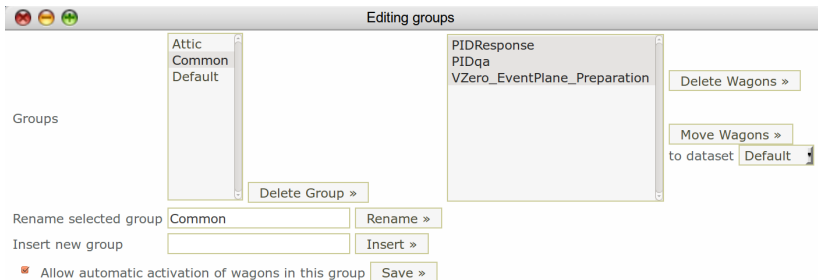 Editing groups
Attic
Common
Default
PIDResponse
PIDqa
VZero_EventPlane_Preparation
Delete Wagons »
Groups
Move Wagons »
to dataset Default
Delete Group »
Rename selected group Common Rename »
Insert new group Insert »
Allow automatic activation of wagons in this group Save »